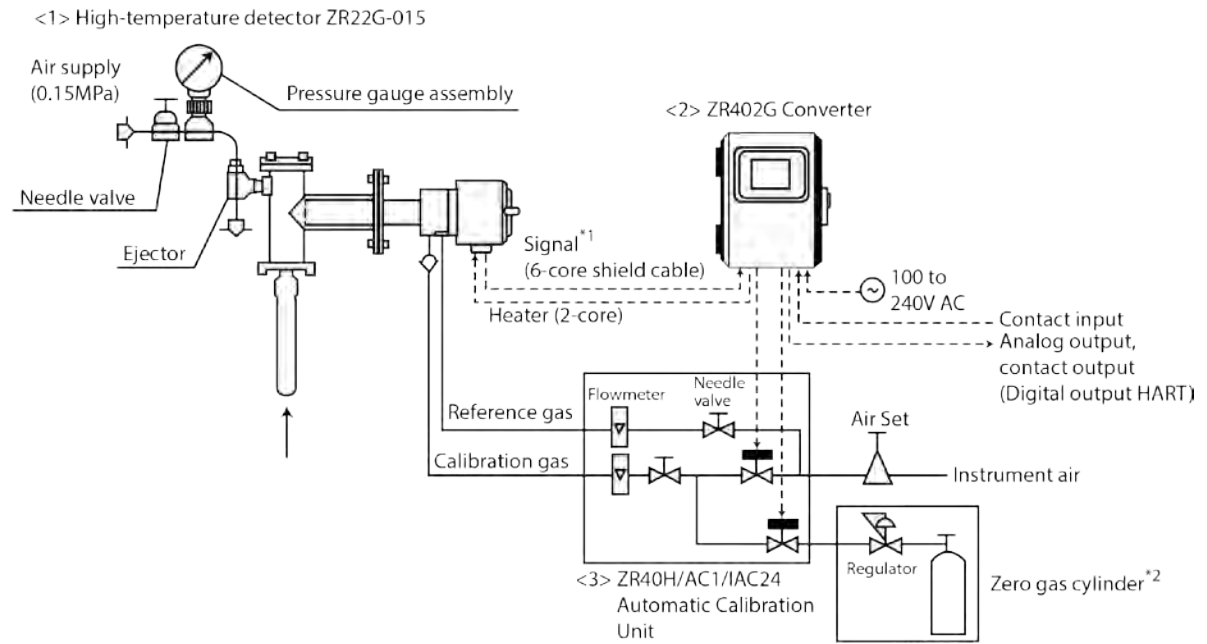 <1> High-temperature detector ZR22G-015
Air supply
(0.15MPa)
Pressure gauge assembly
<2> ZR402G Converter
Needle valve
Ejector
Signal*1
(6-core shield cable)
100 to
240V AC
Heater (2-core)
Contact input
Analog output,
contact output
(Digital output HART)
Flowmeter
Needle
valve
Reference gas
Air Set
Calibration gas
Instrument air
<3> ZR40H/AC1/IAC24
Automatic Calibration
Unit
Regulator
Zero gas cylinder*2